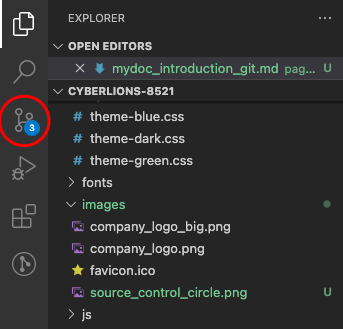 EXPLORER
OPEN EDITORS
mydoc_introduction_git.md pag... U
CYBERLIONS-8521
# theme-blue.css
3
# theme-dark.css
# theme-green.css
fonts
images
company_logo_big.png
company_logo.png
favicon.ico
source_control_circle.png U
js